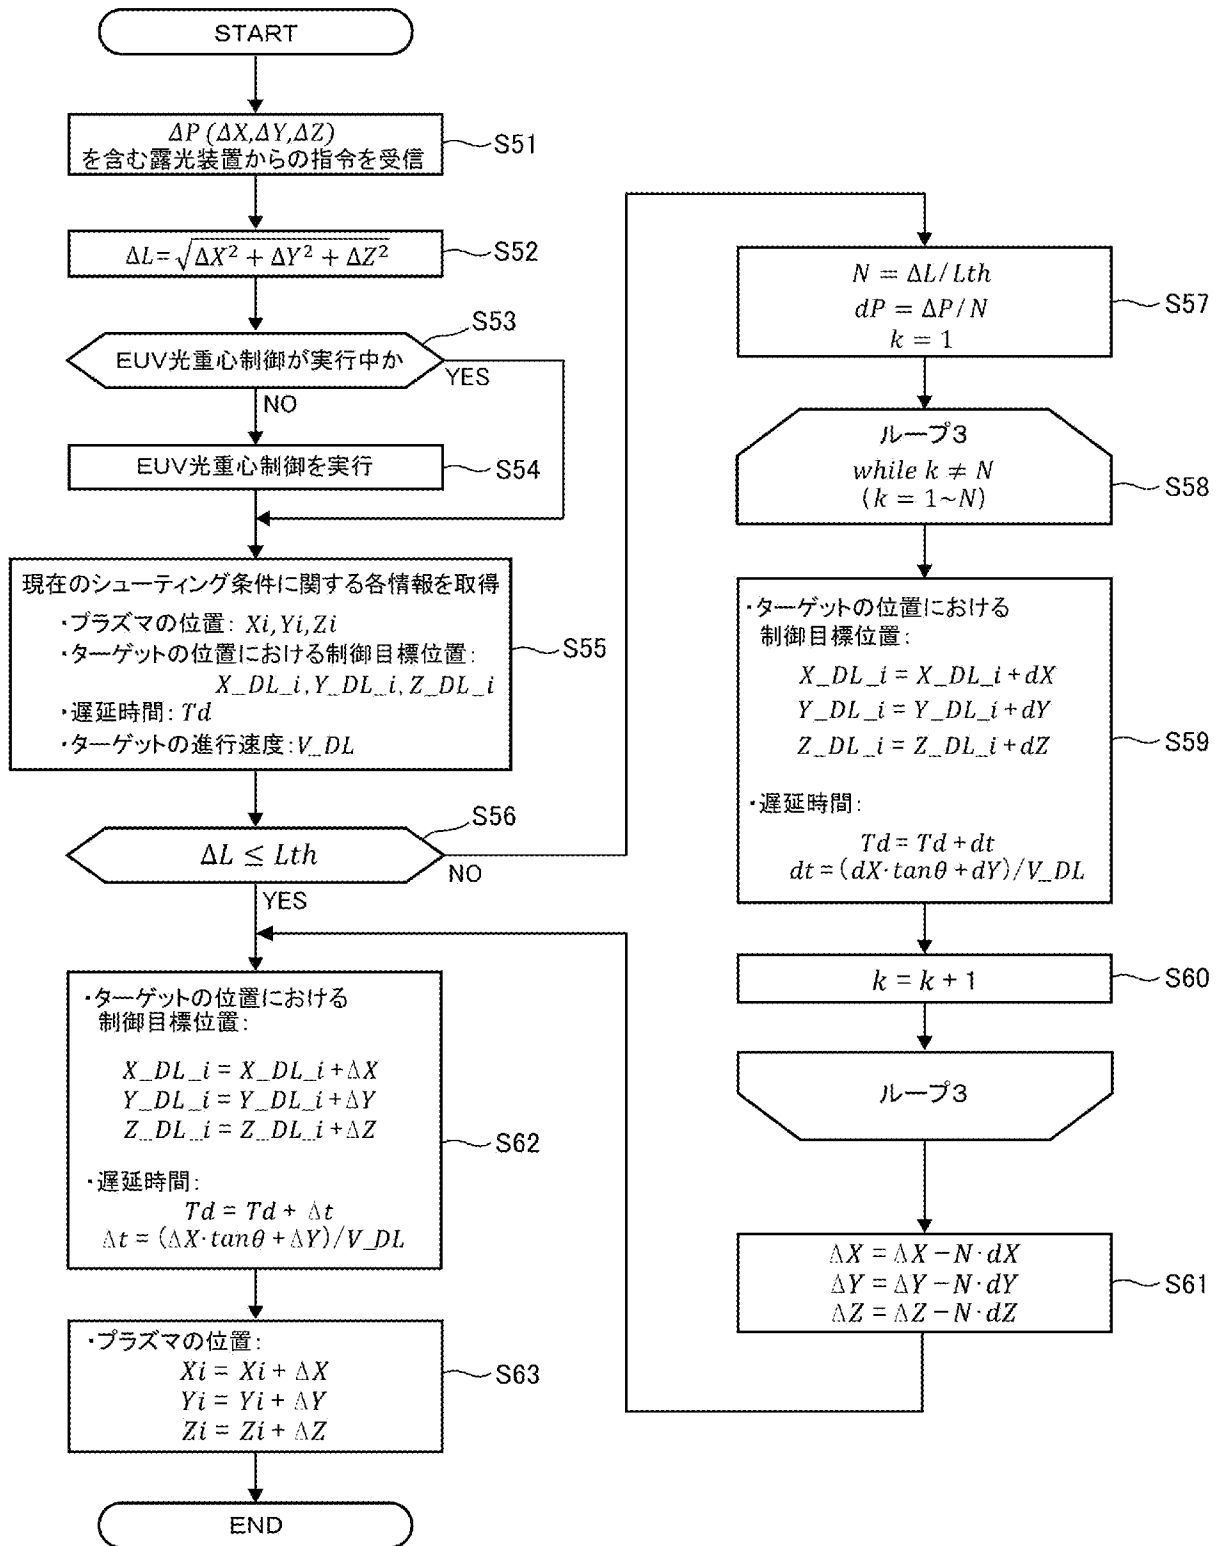 START
ΔP (ΔX,ΔY,ΔZ)
を含む露光装置からの指令を受信
S51
ΔL=√ΔX² + ΔY² + ΔZ²
S52
S53
EUV光重心制御が実行中か
YES
NO
EUV光重心制御を実行
S54
現在のシューティング条件に関する各情報を取得
・プラズマの位置: Xi,Yi,Zi
・ターゲットの位置における制御目標位置:
X_DL_i,Y_DL_i,Z_DL_i
・遅延時間: Td
・ターゲットの進行速度:V_DL
S55
S56
ΔL ≤ Lth
NO
YES
N = ΔL/Lth
dP = ΔP/N
k = 1
S57
ループ3
while k ≠ N
(k = 1~N)
S58
・ターゲットの位置における
制御目標位置:
X_DL_i = X_DL_i+dX
Y_DL_i = Y_DL_i+dY
Z_DL_i = Z_DL_i+dZ
・遅延時間:
Td = Td + dt
dt = (dX·tanθ + dY)/V_DL
S59
k = k + 1
S60
ループ3
ΔX = ΔX − N·dX
ΔY = ΔY − N·dY
ΔZ = ΔZ − N·dZ
S61
・ターゲットの位置における
制御目標位置:
X_DL_i = X_DL_i+ΔX
Y_DL_i = Y_DL_i+ΔY
Z_DL_i = Z_DL_i+ΔZ
・遅延時間:
Td = Td + Δt
Δt = (ΔX·tanθ + ΔY)/V_DL
S62
・プラズマの位置:
Xi = Xi + ΔX
Yi = Yi + ΔY
Zi = Zi + ΔZ
S63
END